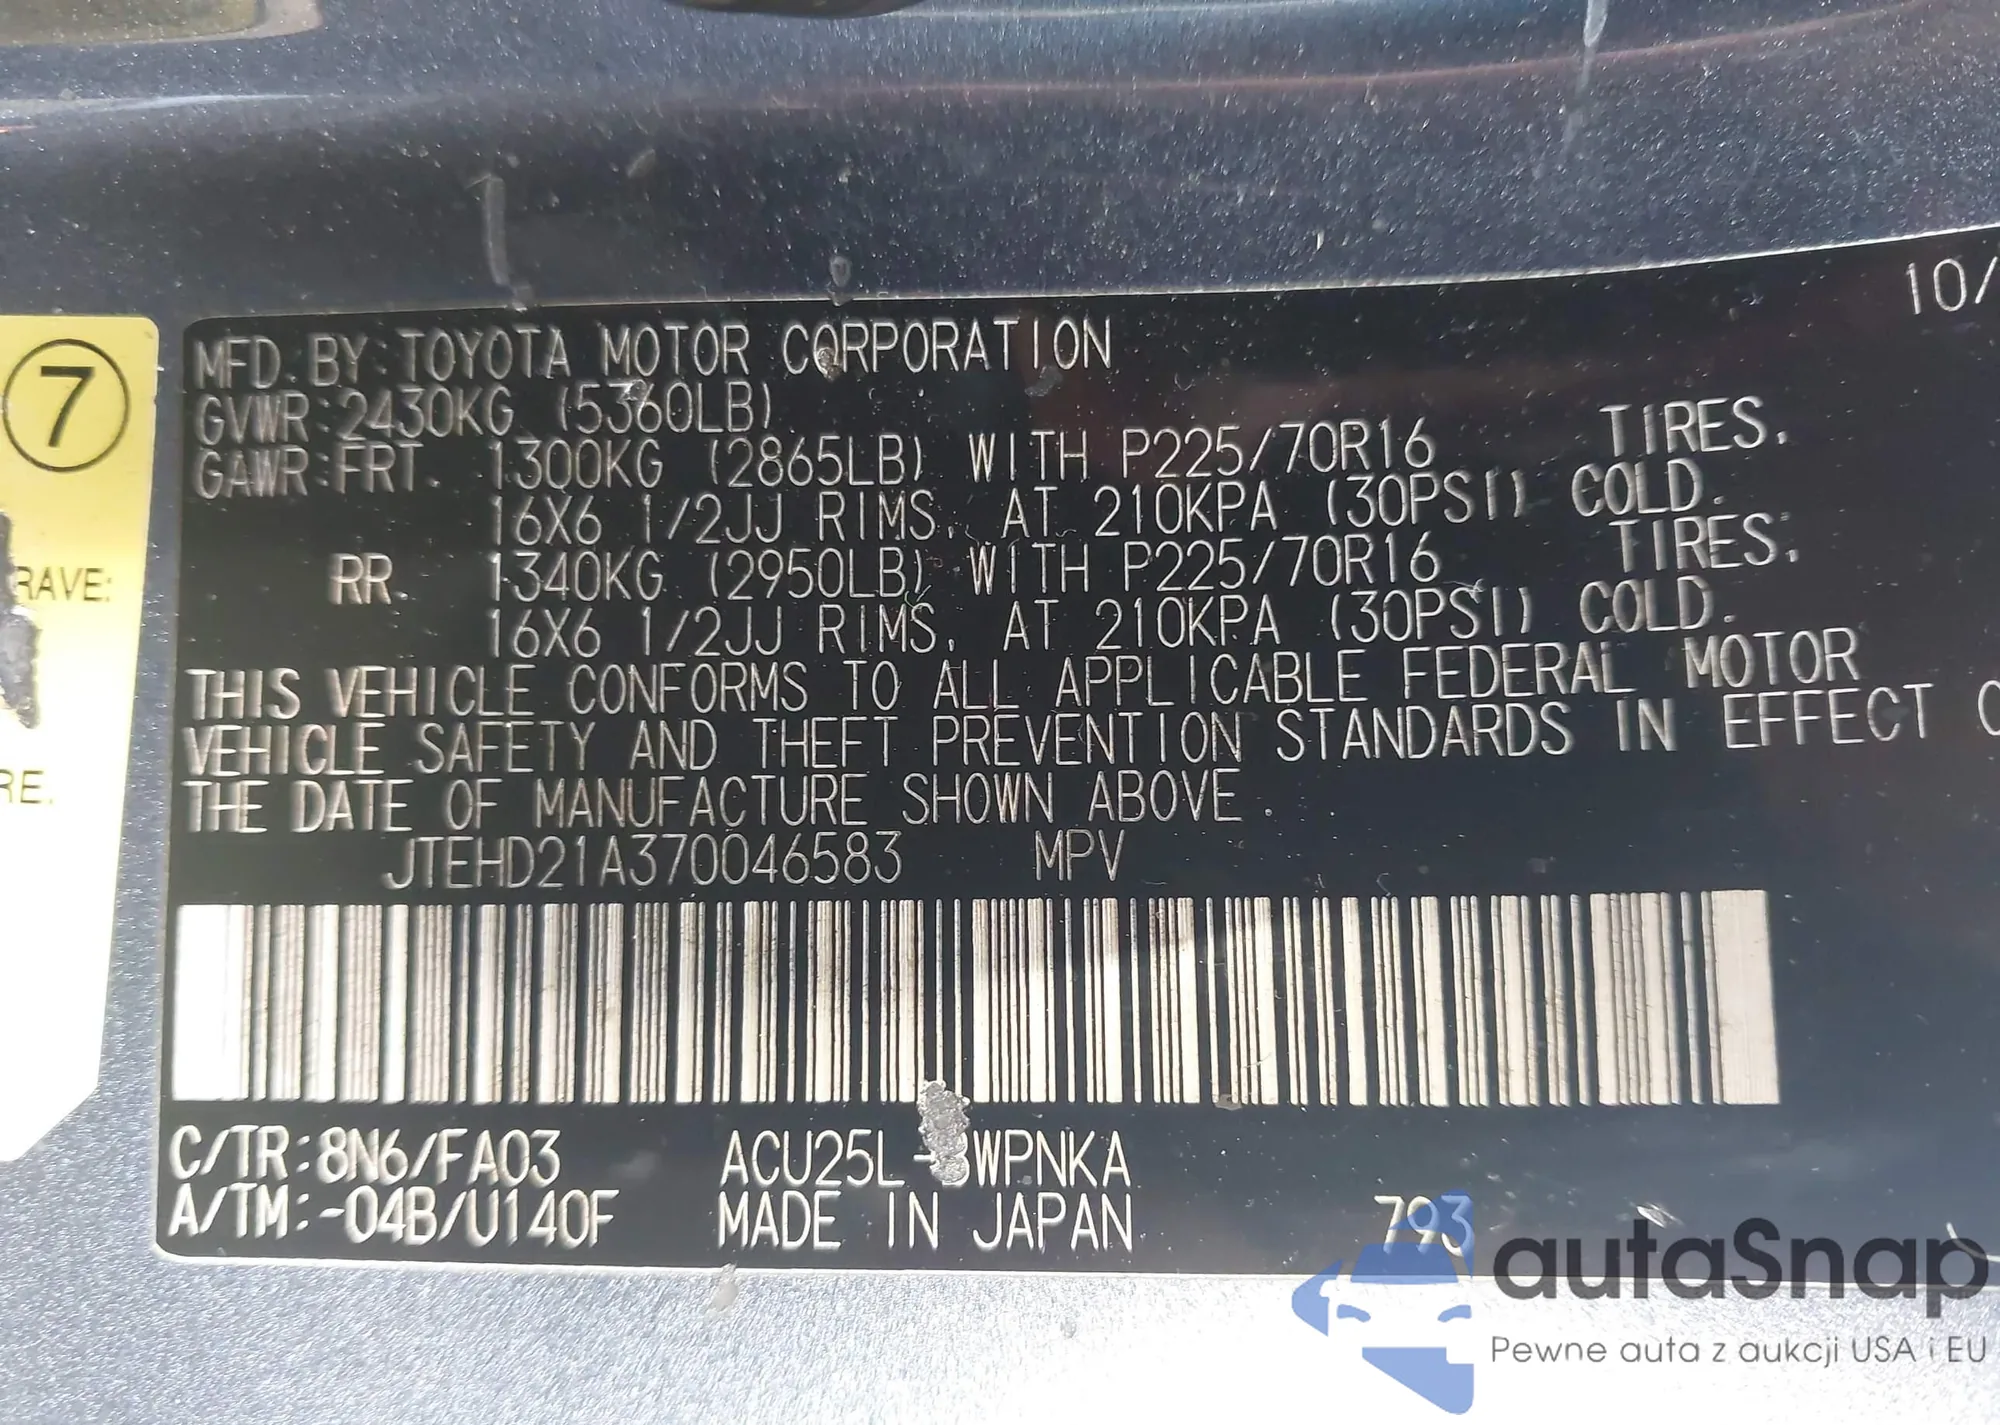 10/
MFD. BY:TOYOTA MOTOR CORPORATION
GVWR:2430KG (5360LB)
GAWR:FRT. 1300KG (2865LB) WITH P225/70R16 TIRES,
16X6 1/2JJ RIMS, AT 210KPA (30PSI) COLD.
RR. 1340KG (2950LB) WITH P225/70R16 TIRES,
16X6 1/2JJ RIMS, AT 210KPA (30PSI) COLD.
THIS VEHICLE CONFORMS TO ALL APPLICABLE FEDERAL MOTOR
VEHICLE SAFETY AND THEFT PREVENTION STANDARDS IN EFFECT
THE DATE OF MANUFACTURE SHOWN ABOVE.
JTEHD21A370046583 MPV
C/TR:8N6/FA03 ACU25L- WPNKA
A/TM:-04B/U140F MADE IN JAPAN 793
7
RAVE:
RE.
autaSnap
Pewne auta z aukcji USA i EU